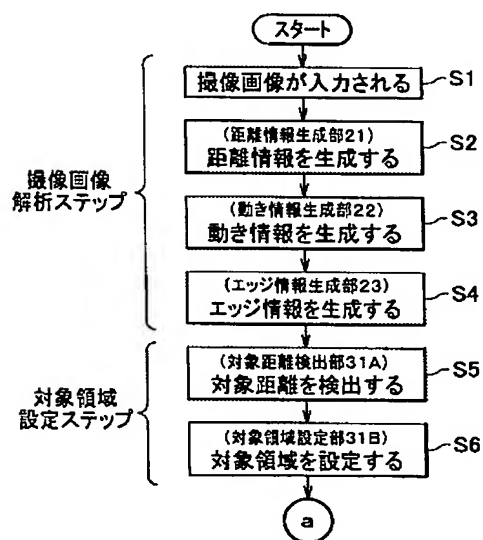 スタート
撮像画像が入力される
S1
(距離情報生成部21)
距離情報を生成する
S2
撮像画像
解析ステップ
(動き情報生成部22)
動き情報を生成する
S3
(エッジ情報生成部23)
エッジ情報を生成する
S4
(対象距離検出部31A)
対象距離を検出する
S5
対象領域
設定ステップ
(対象領域設定部31B)
対象領域を設定する
S6
a